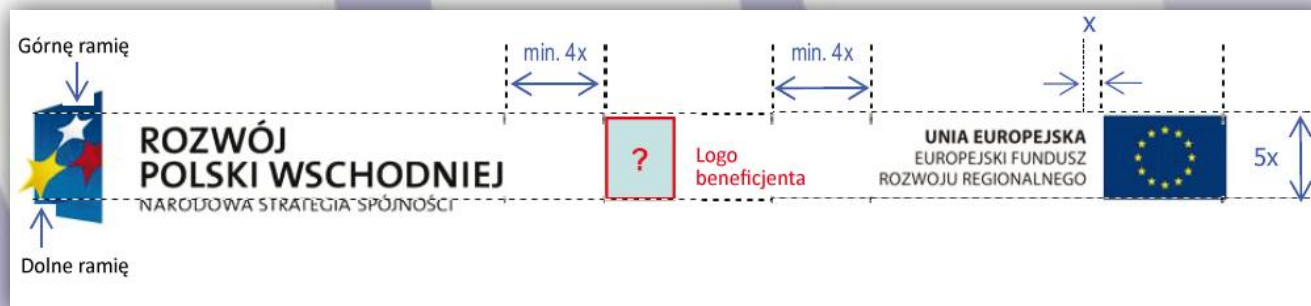 x
Górnę ramię
min. 4x
min. 4x
ROZWÓJ
POLSKI WSCHODNIEJ
NARODOWA STRATEGIA SPÓJNOŚCI
?
Logo
beneficjenta
UNIA EUROPEJSKA
EUROPEJSKI FUNDUSZ
ROZWOJU REGIONALNEGO
5x
Dolne ramię